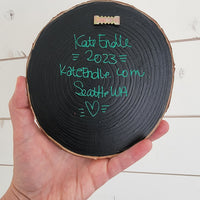 Kate Endle
2023
KateEndle.com
Seattle WA